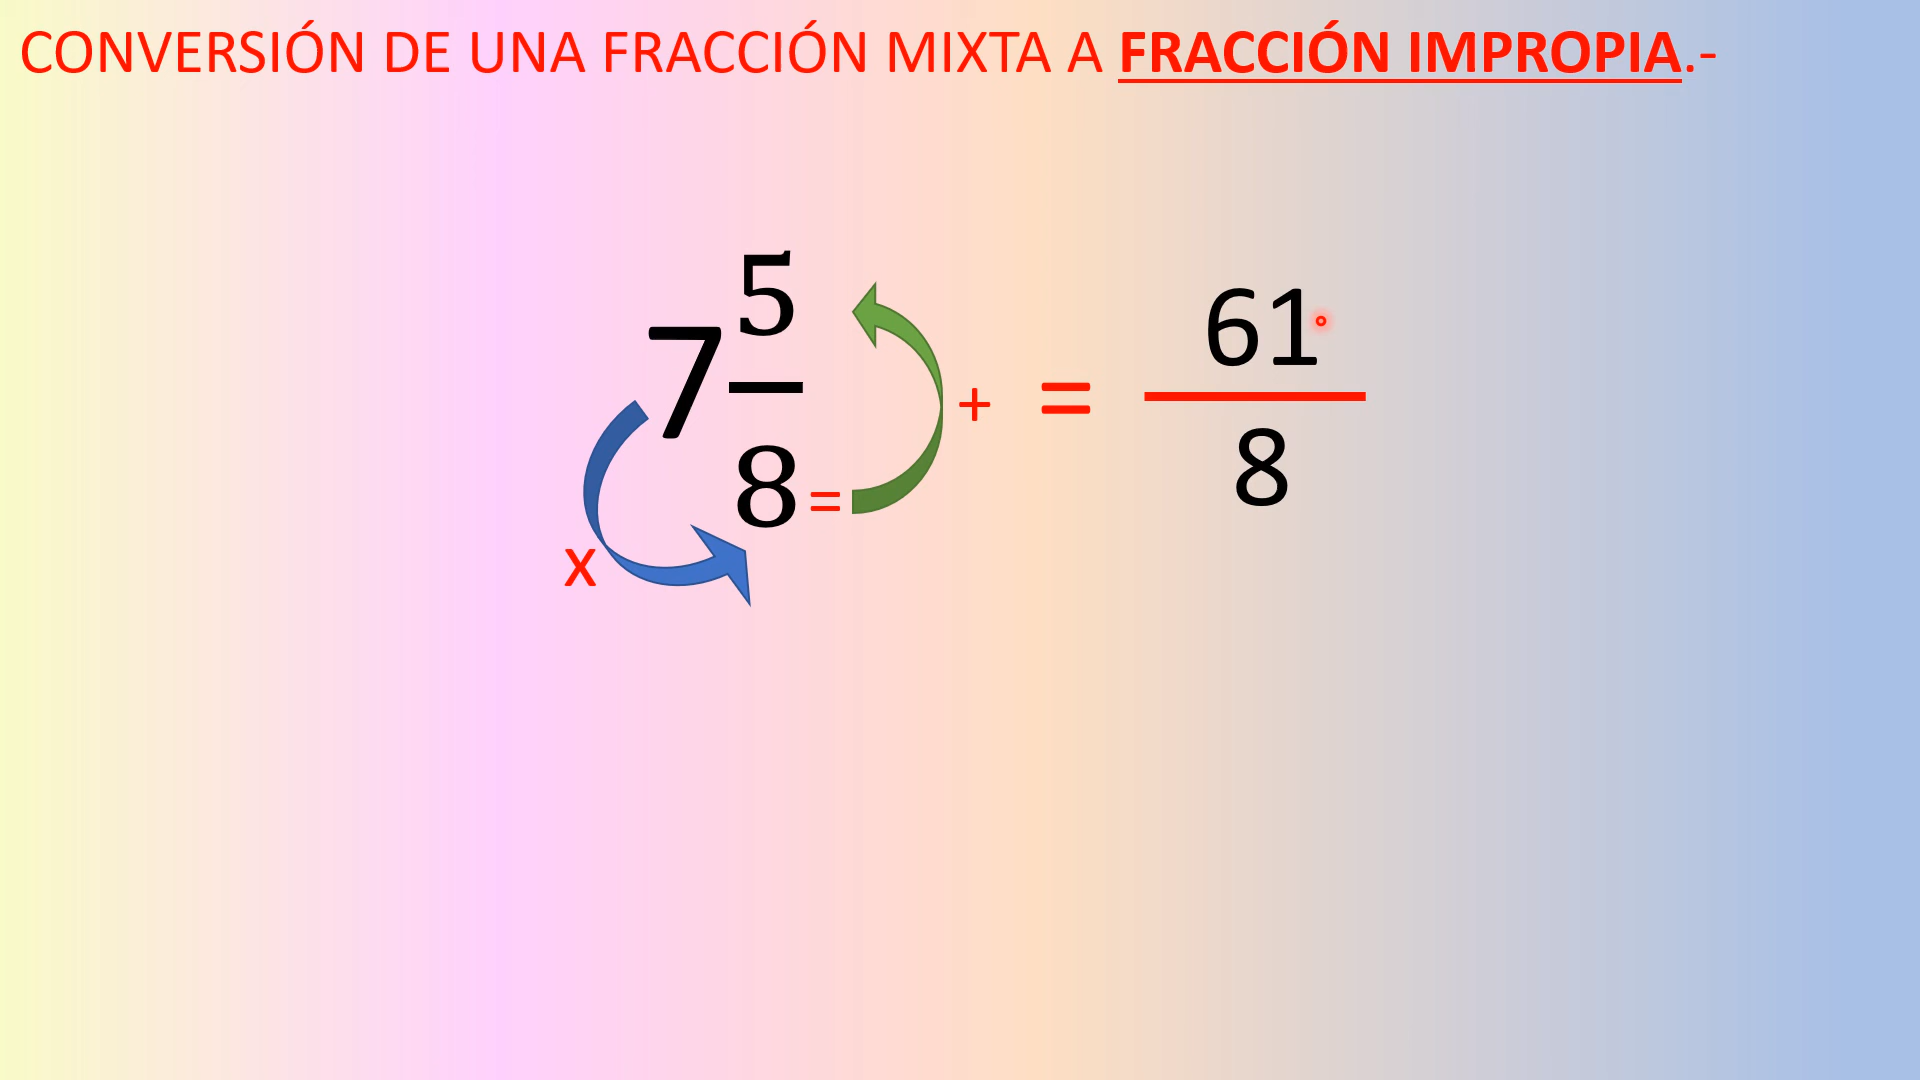 CONVERSIÓN DE UNA FRACCIÓN MIXTA A FRACCIÓN IMPROPIA.-
7 5/8 = + = 61/8
X